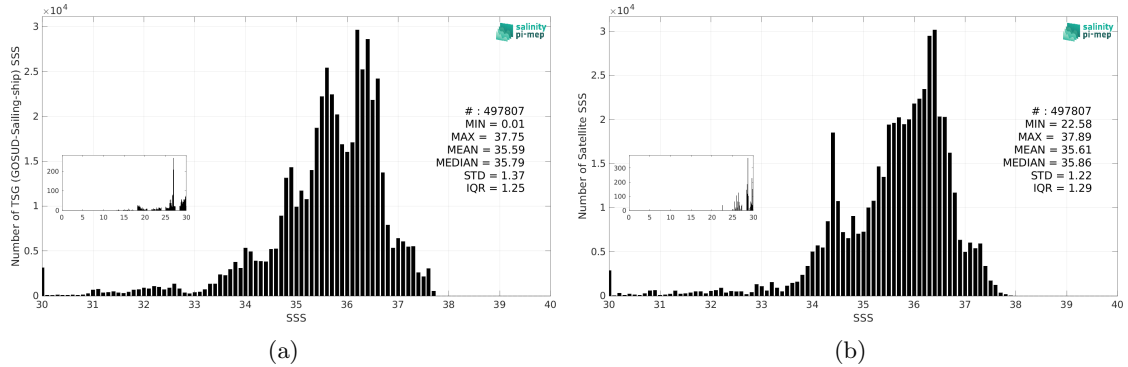 ×10⁴
3
2.5
2
1.5
1
0.5
0
Number of TSG (GOSUD-Sailing-ship) SSS
salinity
pi-mep
# : 497807
MIN = 0.01
MAX = 37.75
MEAN = 35.59
MEDIAN = 35.79
STD = 1.37
IQR = 1.25
200
100
0
0 5 10 15 20 25 30
30 31 32 33 34 35 36 37 38 39 40
SSS
(a)
×10⁴
3
2.5
2
1.5
1
0.5
0
Number of Satellite SSS
salinity
pi-mep
# : 497807
MIN = 22.58
MAX = 37.89
MEAN = 35.61
MEDIAN = 35.86
STD = 1.22
IQR = 1.29
300
200
100
0
0 5 10 15 20 25 30
30 31 32 33 34 35 36 37 38 39 40
SSS
(b)